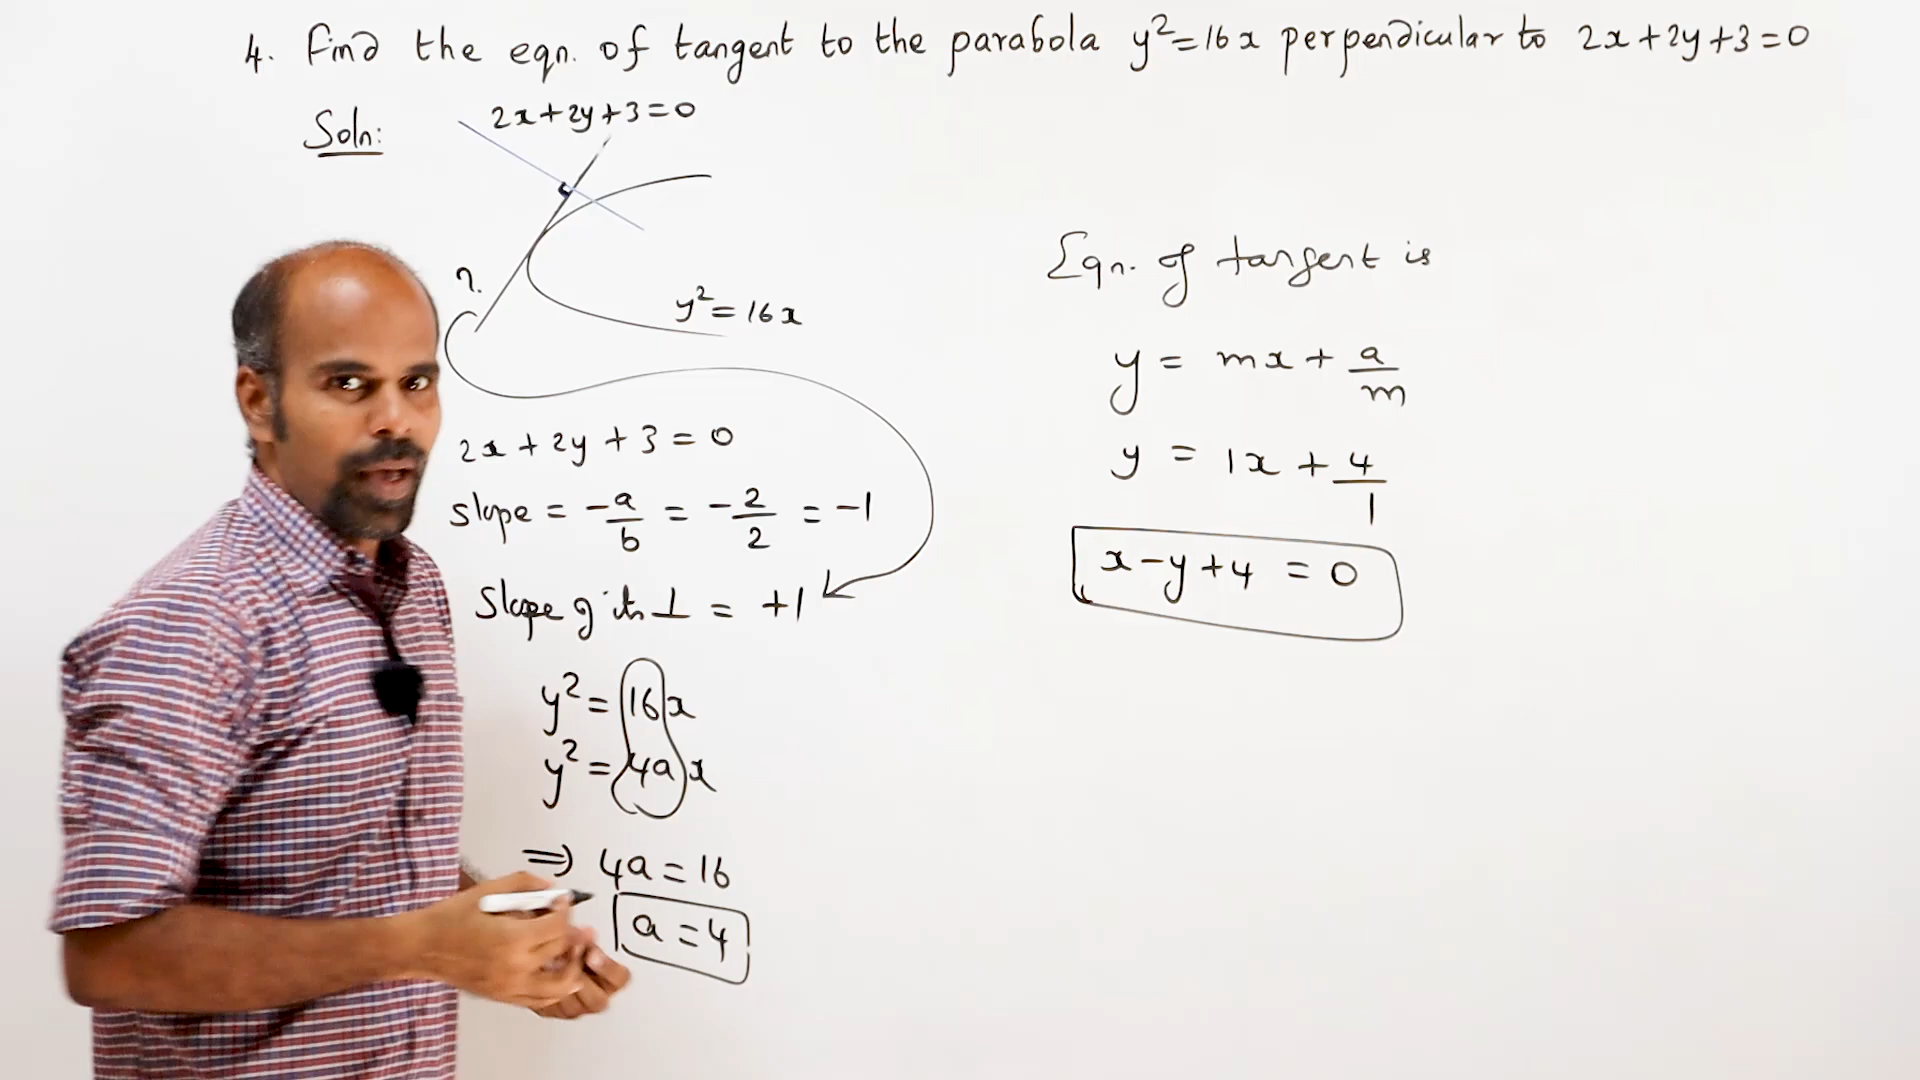 4. Find the eqn. of tangent to the parabola y²=16x perpendicular to 2x+2y+3=0
Soln:
2x+2y+3=0
?
y²=16x
2x+2y+3=0
slope = -a/b = -2/2 = -1
Slope of its ⊥ = +1
y²=16x
y²=4ax
⇒ 4a=16
a=4
Eqn. of tangent is
y = mx + a/m
y = 1x + 4/1
x-y+4 = 0